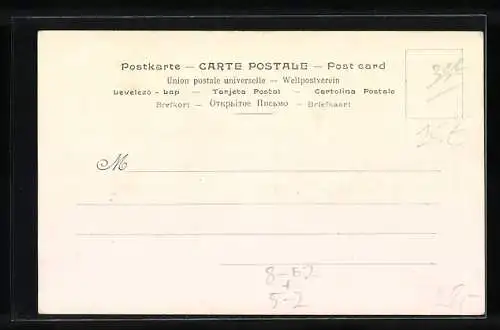 Postkarte — CARTE POSTALE — Post card
Union postale universelle — Weltpostverein
Levelező - Lap — Tarjeta Postal — Cartolina Postale
Brefkort — Открытое Письмо — Briefkaart
M
8-62
+
5-2